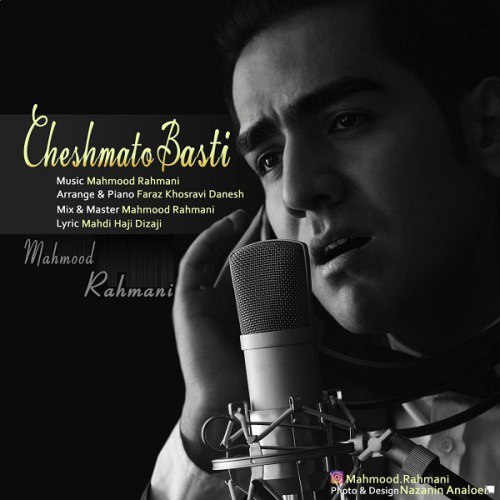 Cheshmato Basti
Music Mahmood Rahmani
Arrange & Piano Faraz Khosravi Danesh
Mix & Master Mahmood Rahmani
Lyric Mahdi Haji Dizaji
Mahmood
Rahmani
Mahmood.Rahmani
Photo & Design Nazanin Analoei